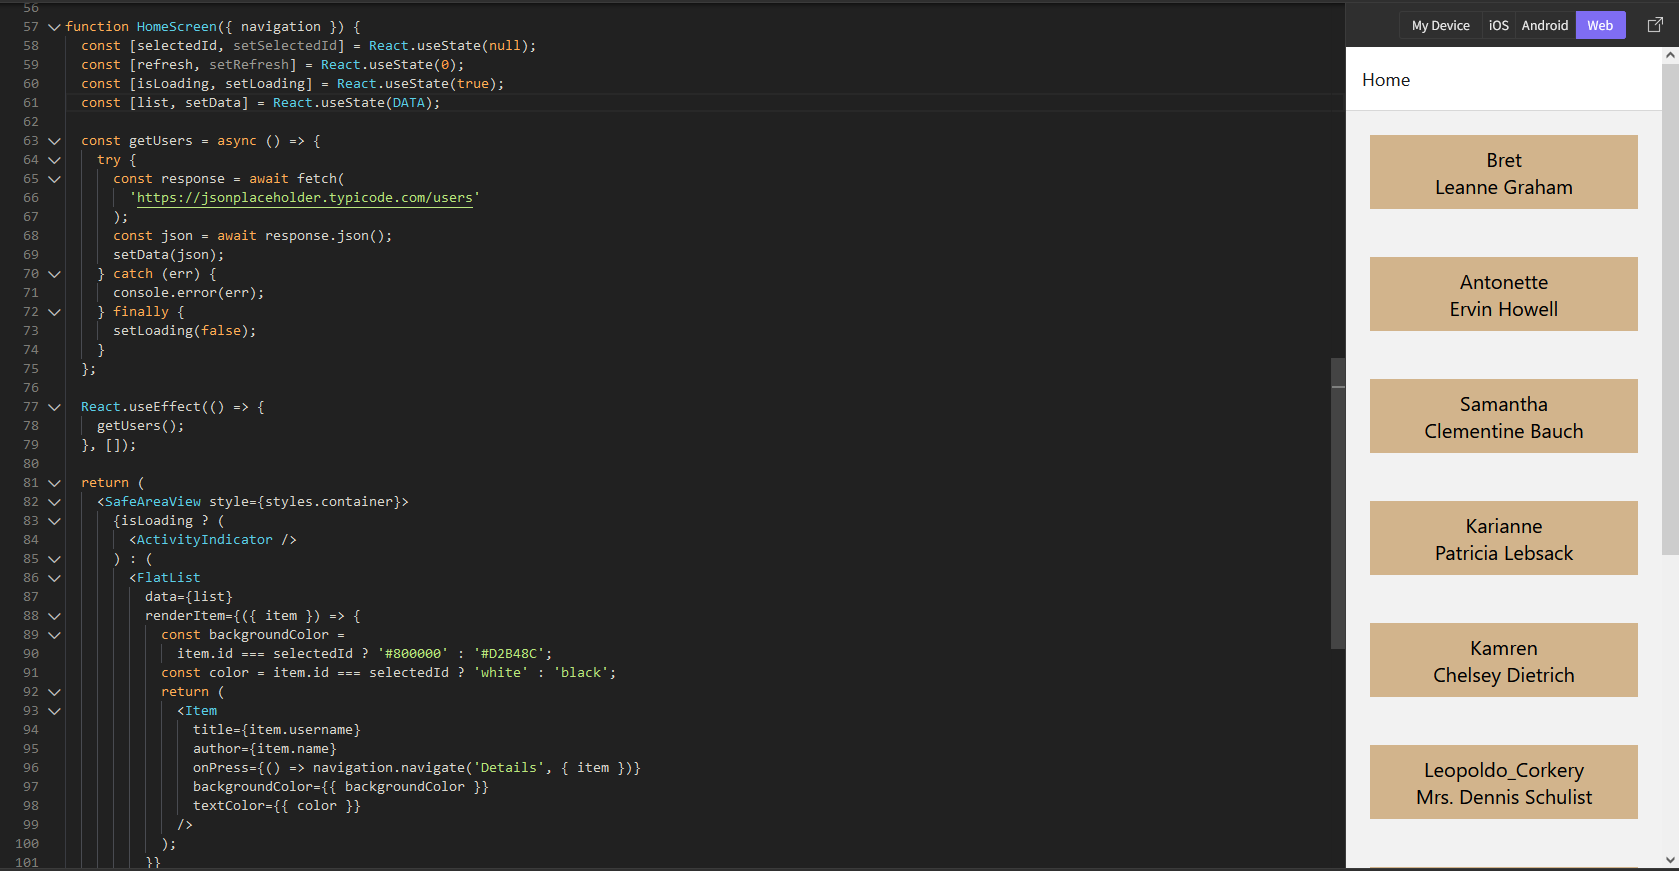 56
57 function HomeScreen({ navigation }) {
58 const [selectedId, setSelectedId] = React.useState(null);
59 const [refresh, setRefresh] = React.useState(0);
60 const [isLoading, setLoading] = React.useState(true);
61 const [list, setData] = React.useState(DATA);
62
63 const getUsers = async () => {
64 try {
65 const response = await fetch(
66 'https://jsonplaceholder.typicode.com/users'
67 );
68 const json = await response.json();
69 setData(json);
70 } catch (err) {
71 console.error(err);
72 } finally {
73 setLoading(false);
74 }
75 };
76
77 React.useEffect(() => {
78 getUsers();
79 }, []);
80
81 return (
82 <SafeAreaView style={styles.container}>
83 {isLoading ? (
84 <ActivityIndicator />
85 ) : (
86 <FlatList
87 data={list}
88 renderItem={({ item }) => {
89 const backgroundColor =
90 item.id === selectedId ? '#800000' : '#D2B48C';
91 const color = item.id === selectedId ? 'white' : 'black';
92 return (
93 <Item
94 title={item.username}
95 author={item.name}
96 onPress={() => navigation.navigate('Details', { item })}
97 backgroundColor={{ backgroundColor }}
98 textColor={{ color }}
99 />
100 );
101 }}
My Device iOS Android Web
Home
Bret
Leanne Graham
Antonette
Ervin Howell
Samantha
Clementine Bauch
Karianne
Patricia Lebsack
Kamren
Chelsey Dietrich
Leopoldo_Corkery
Mrs. Dennis Schulist